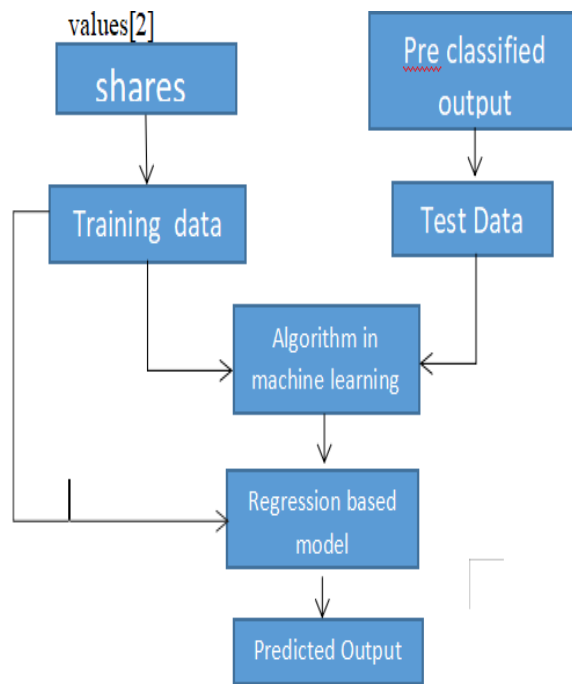 values[2]
shares
Pre classified
output
Training data
Test Data
Algorithm in
machine learning
Regression based
model
Predicted Output